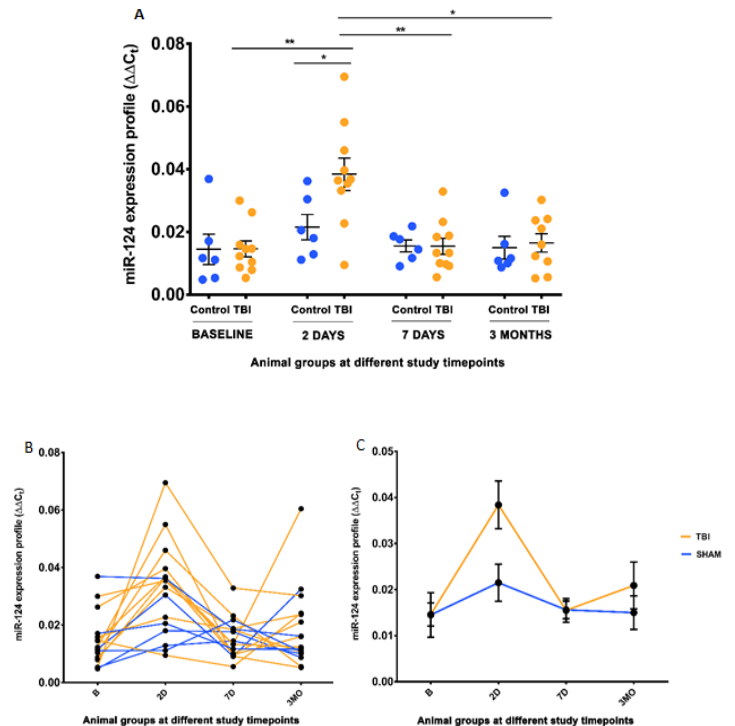 A
*
**
**
*
miR-124 expression profile (ΔΔCt)
0.08
0.06
0.04
0.02
0.00
Control TBI Control TBI Control TBI Control TBI
BASELINE 2 DAYS 7 DAYS 3 MONTHS
Animal groups at different study timepoints
B
miR-124 expression profile (ΔΔCt)
0.08
0.06
0.04
0.02
0.00
B 2D 7D 3MO
Animal groups at different study timepoints
C
miR-124 expression profile (ΔΔCt)
0.05
0.04
0.03
0.02
0.01
0.00
B 2D 7D 3MO
Animal groups at different study timepoints
TBI
SHAM